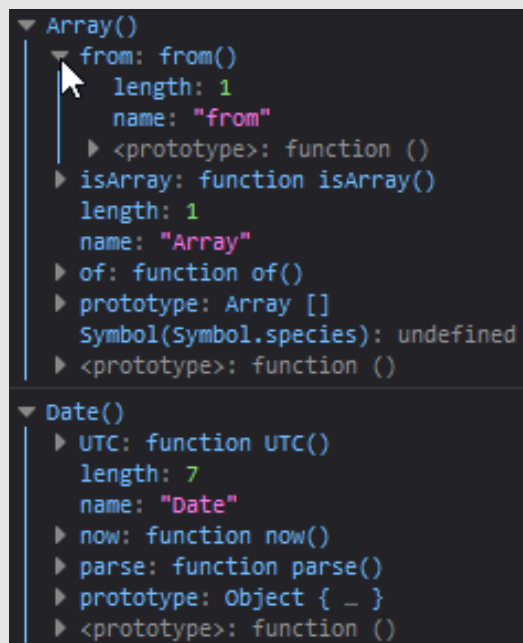 Array()
from: from()
length: 1
name: "from"
<prototype>: function ()
isArray: function isArray()
length: 1
name: "Array"
of: function of()
prototype: Array []
Symbol(Symbol.species): undefined
<prototype>: function ()
Date()
UTC: function UTC()
length: 7
name: "Date"
now: function now()
parse: function parse()
prototype: Object { … }
<prototype>: function ()